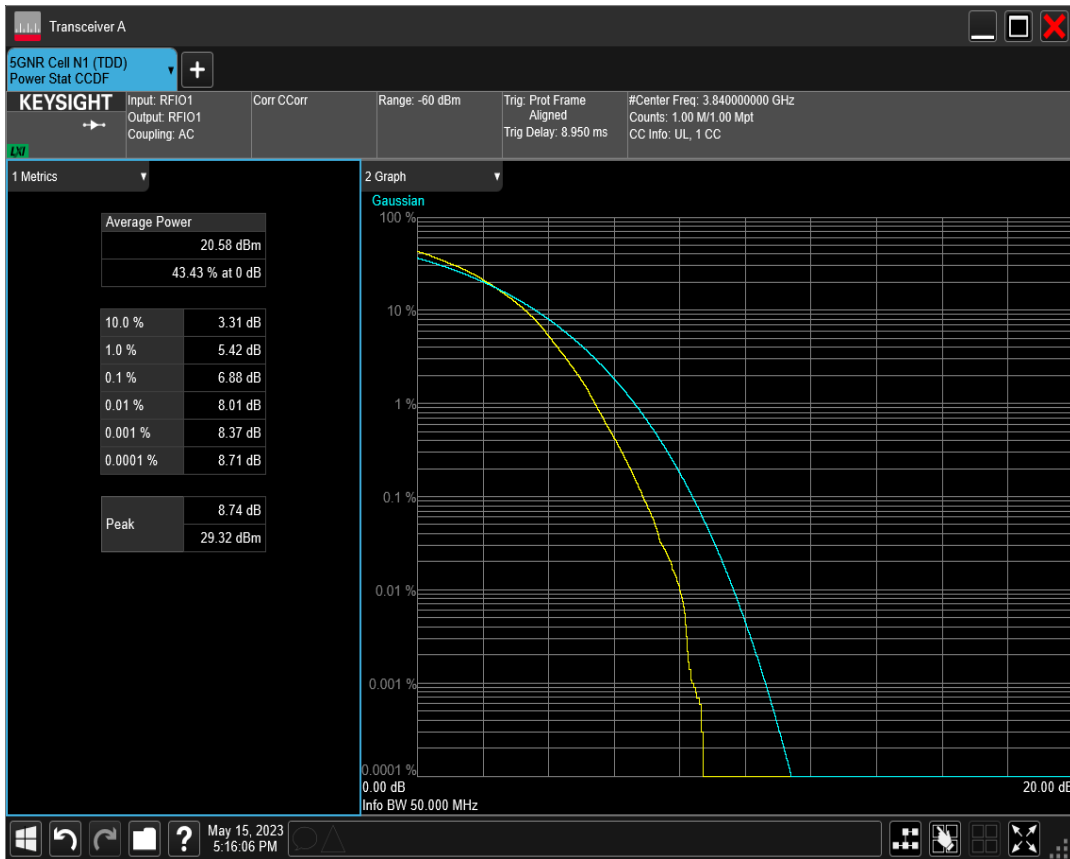 Transceiver A
5GNR Cell N1 (TDD)
Power Stat CCDF
+
KEYSIGHT
LXI
Input: RFIO1
Output: RFIO1
Coupling: AC
Corr CCorr
Range: -60 dBm
Trig: Prot Frame
Aligned
Trig Delay: 8.950 ms
#Center Freq: 3.840000000 GHz
Counts: 1.00 M/1.00 Mpt
CC Info: UL, 1 CC
1 Metrics
Average Power
20.58 dBm
43.43 % at 0 dB
10.0 % 3.31 dB
1.0 % 5.42 dB
0.1 % 6.88 dB
0.01 % 8.01 dB
0.001 % 8.37 dB
0.0001 % 8.71 dB
Peak
8.74 dB
29.32 dBm
2 Graph
Gaussian
100 %
10 %
1 %
0.1 %
0.01 %
0.001 %
0.0001 %
0.00 dB 20.00 dB
Info BW 50.000 MHz
?
May 15, 2023
5:16:06 PM